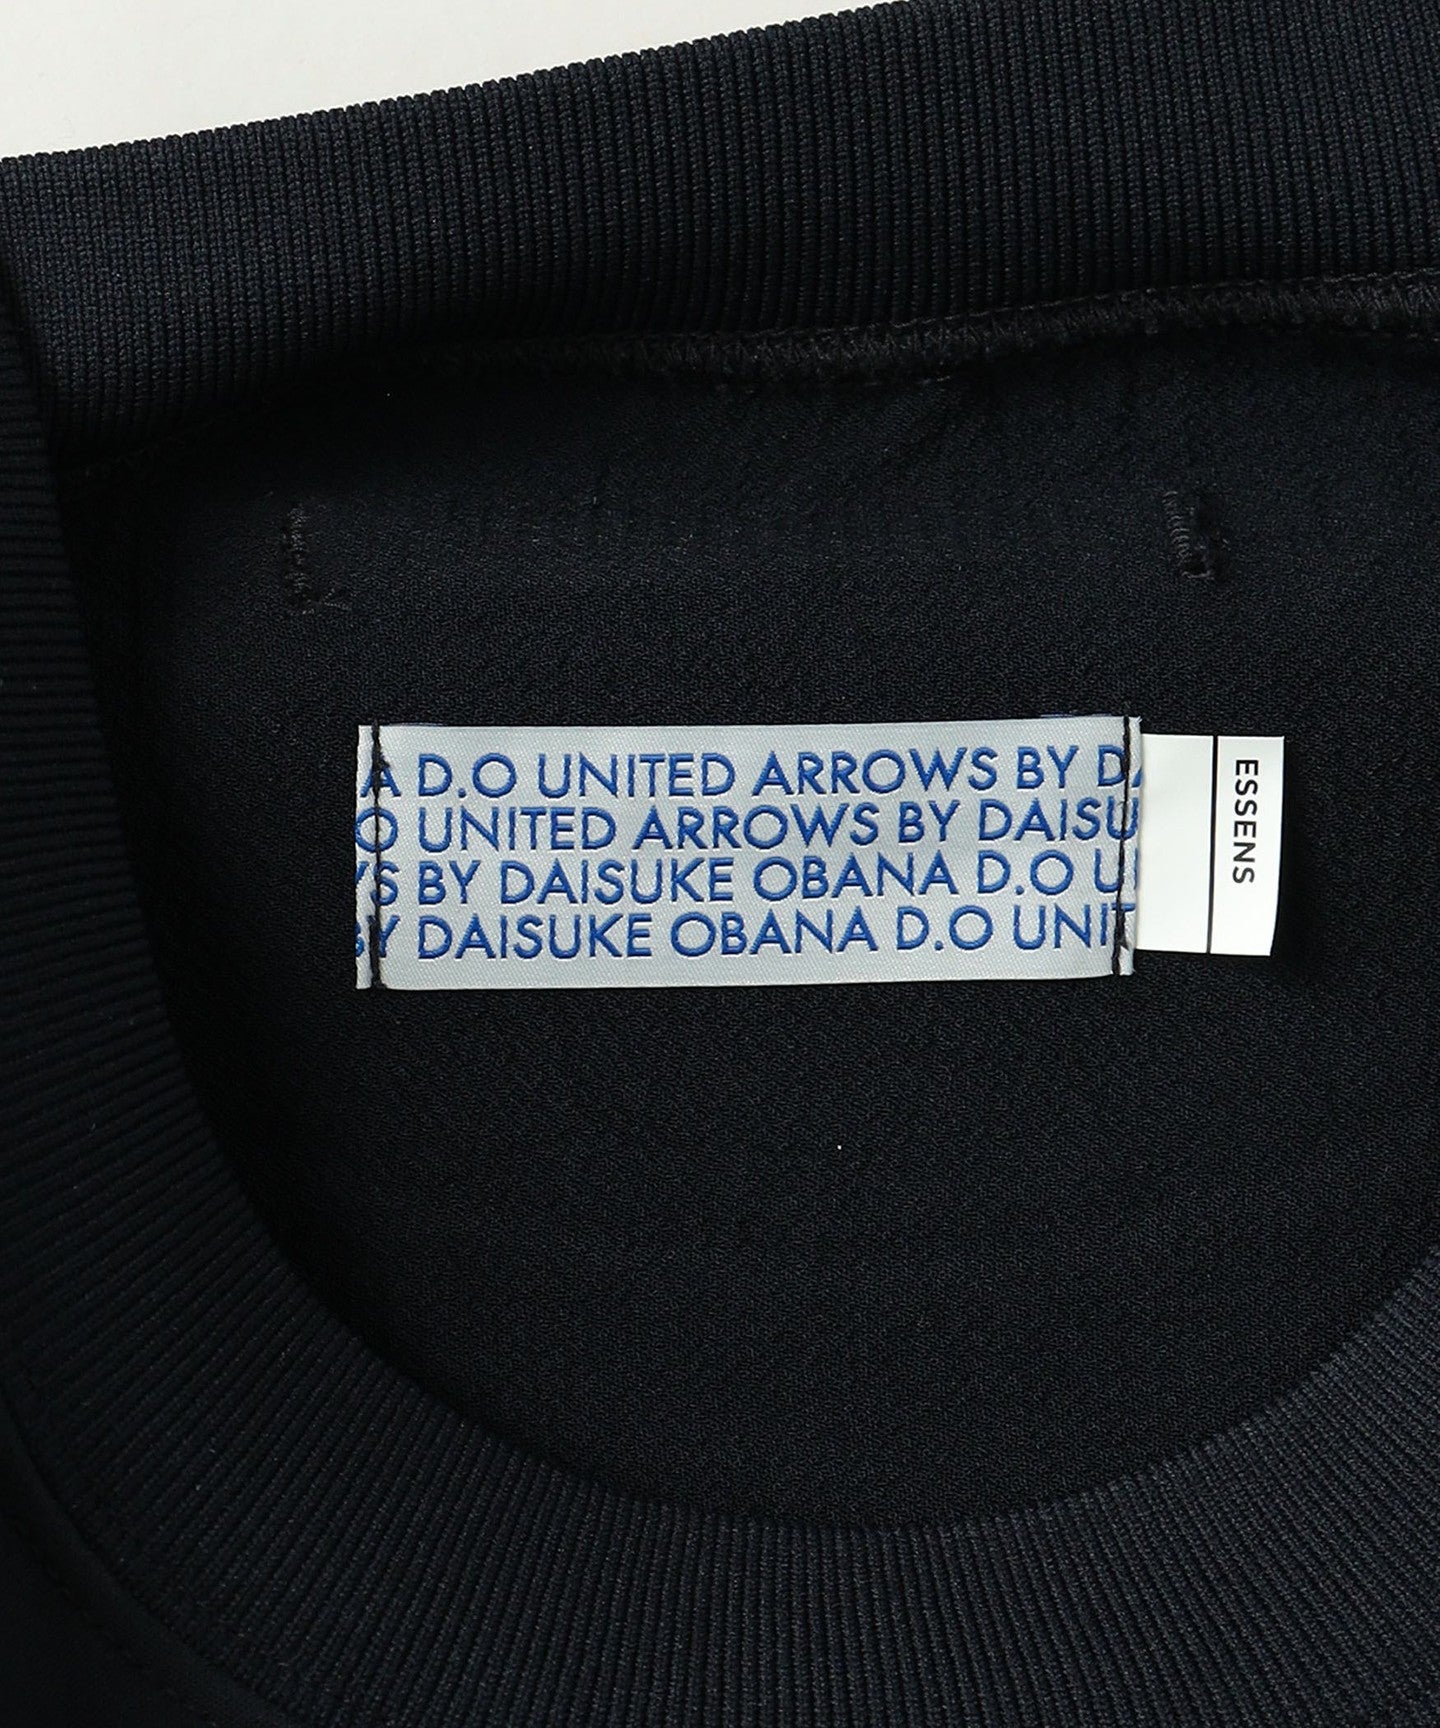 A D.O UNITED ARROWS BY DA
O UNITED ARROWS BY DAISU
S BY DAISUKE OBANA D.O U
BY DAISUKE OBANA D.O UNIT
ESSENS